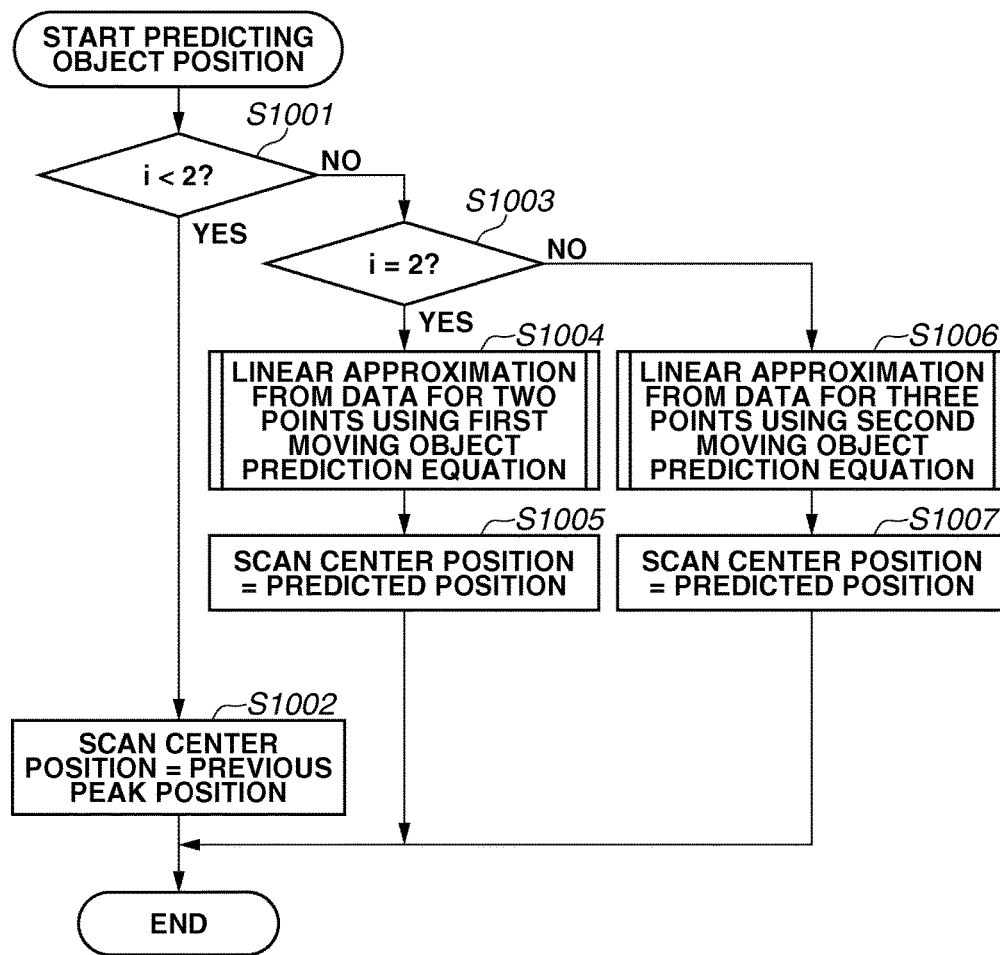 START PREDICTING
OBJECT POSITION
S1001
i < 2?
NO
YES
S1003
i = 2?
NO
YES
S1004
LINEAR APPROXIMATION
FROM DATA FOR TWO
POINTS USING FIRST
MOVING OBJECT
PREDICTION EQUATION
S1006
LINEAR APPROXIMATION
FROM DATA FOR THREE
POINTS USING SECOND
MOVING OBJECT
PREDICTION EQUATION
S1005
SCAN CENTER POSITION
= PREDICTED POSITION
S1007
SCAN CENTER POSITION
= PREDICTED POSITION
S1002
SCAN CENTER
POSITION = PREVIOUS
PEAK POSITION
END